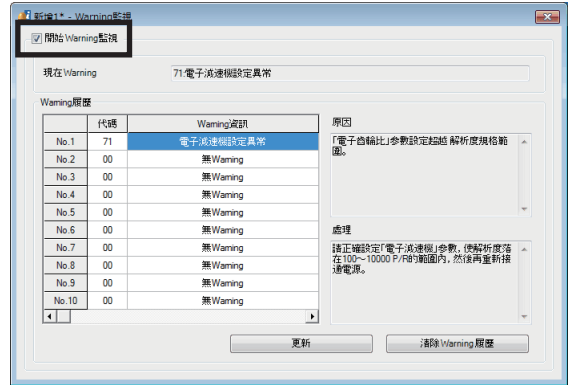 新增1* - Warning監視
開始Warning監視
現在Warning 71:電子減速機設定異常
Warning履歷
代碼 Warning資訊
No.1 71 電子減速機設定異常
No.2 00 無Warning
No.3 00 無Warning
No.4 00 無Warning
No.5 00 無Warning
No.6 00 無Warning
No.7 00 無Warning
No.8 00 無Warning
No.9 00 無Warning
No.10 00 無Warning
原因
「電子齒輪比」參數設定超越 解析度規格範
圍。
處理
請正確設定「電子減速機」參數, 使解析度落
在100～10000 P/R的範圍內, 然後再重新接
通電源。
更新
清除Warning履歷